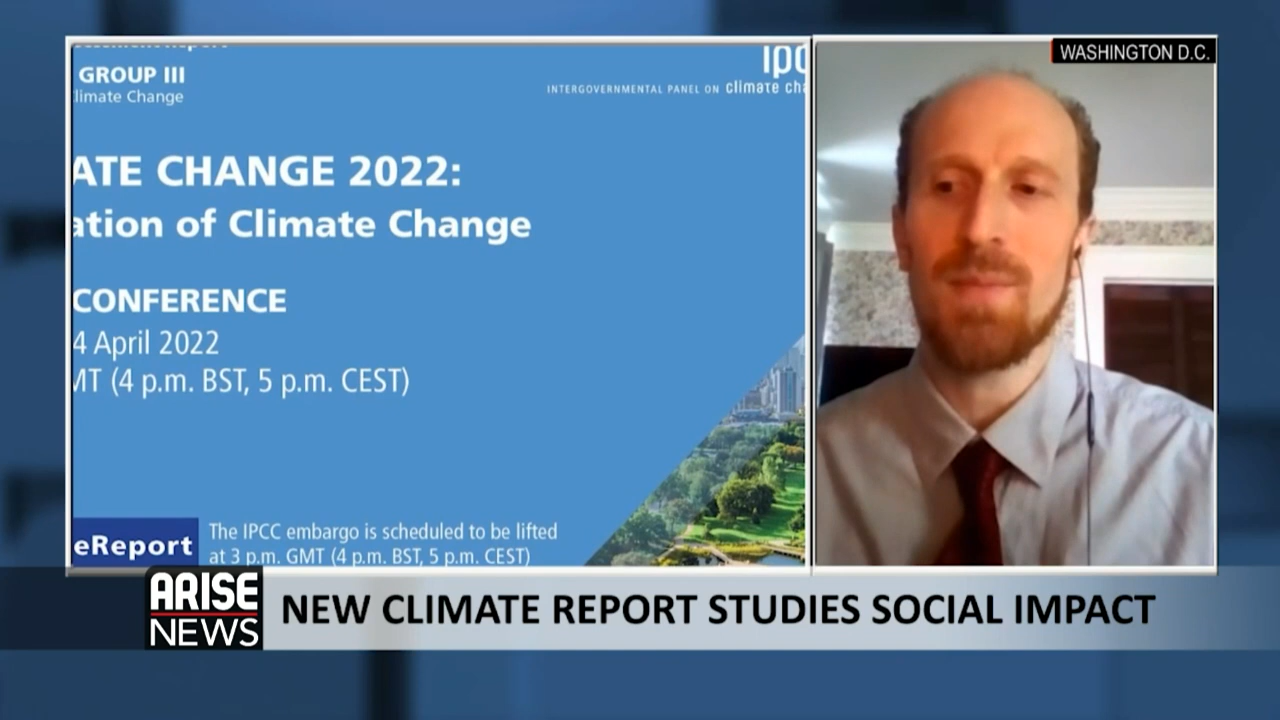 GROUP III
limate Change
INTERGOVERNMENTAL PANEL ON climate cha
ATE CHANGE 2022:
ation of Climate Change
CONFERENCE
4 April 2022
MT (4 p.m. BST, 5 p.m. CEST)
eReport
The IPCC embargo is scheduled to be lifted
at 3 p.m. GMT (4 p.m. BST, 5 p.m. CEST)
WASHINGTON D.C.
ARISE
NEWS
NEW CLIMATE REPORT STUDIES SOCIAL IMPACT